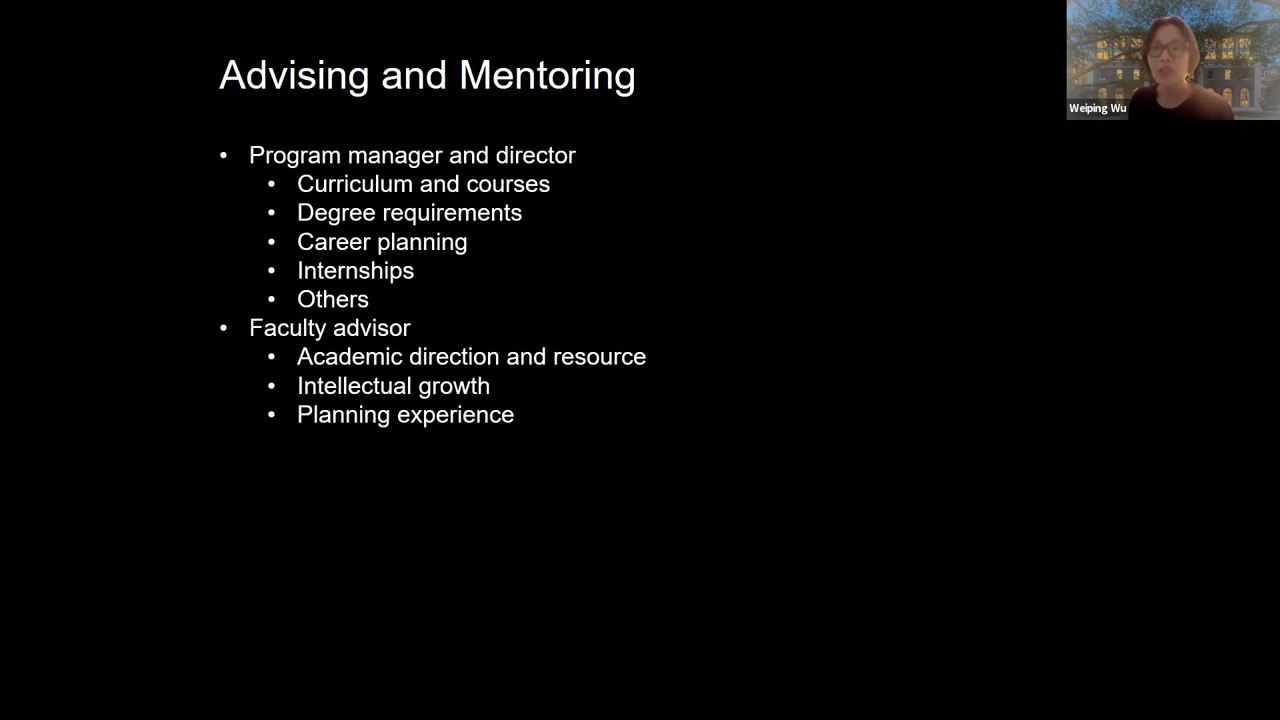 Advising and Mentoring
Weiping Wu
• Program manager and director
• Curriculum and courses
• Degree requirements
• Career planning
• Internships
• Others
• Faculty advisor
• Academic direction and resource
• Intellectual growth
• Planning experience